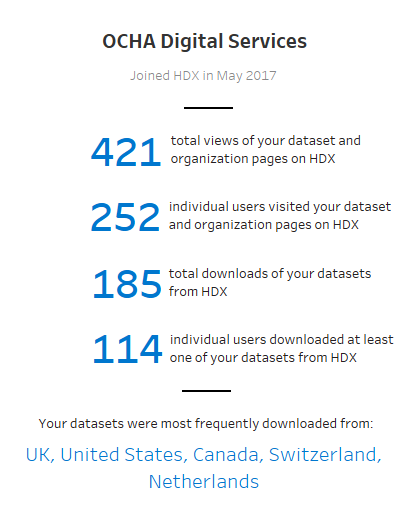 OCHA Digital Services
Joined HDX in May 2017
421 total views of your dataset and
organization pages on HDX
252 individual users visited your dataset
and organization pages on HDX
185 total downloads of your datasets
from HDX
114 individual users downloaded at least
one of your datasets from HDX
Your datasets were most frequently downloaded from:
UK, United States, Canada, Switzerland,
Netherlands